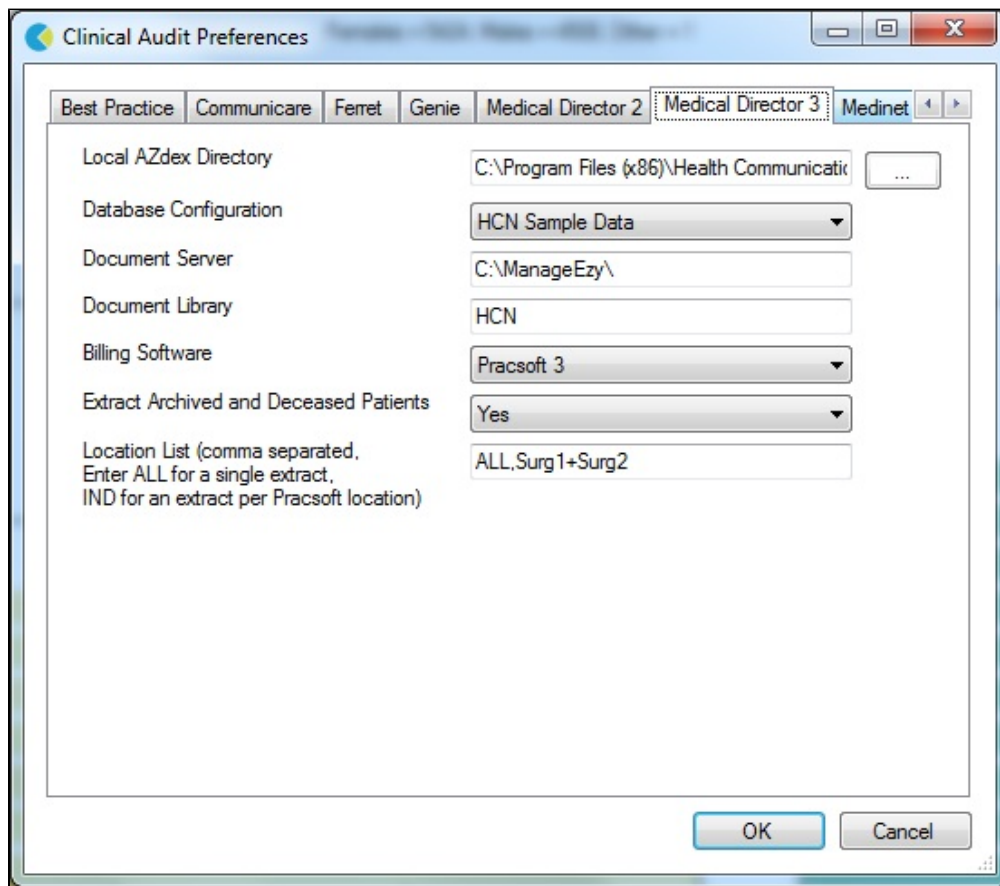 Clinical Audit Preferences
Best Practice Communicare Ferret Genie Medical Director 2 Medical Director 3 Medinet
Local AZdex Directory C:\Program Files (x86)\Health Communicatic ...
Database Configuration HCN Sample Data
Document Server C:\ManageEzy\
Document Library HCN
Billing Software Pracsoft 3
Extract Archived and Deceased Patients Yes
Location List (comma separated, ALL,Surg1+Surg2
Enter ALL for a single extract,
IND for an extract per Pracsoft location)
OK Cancel